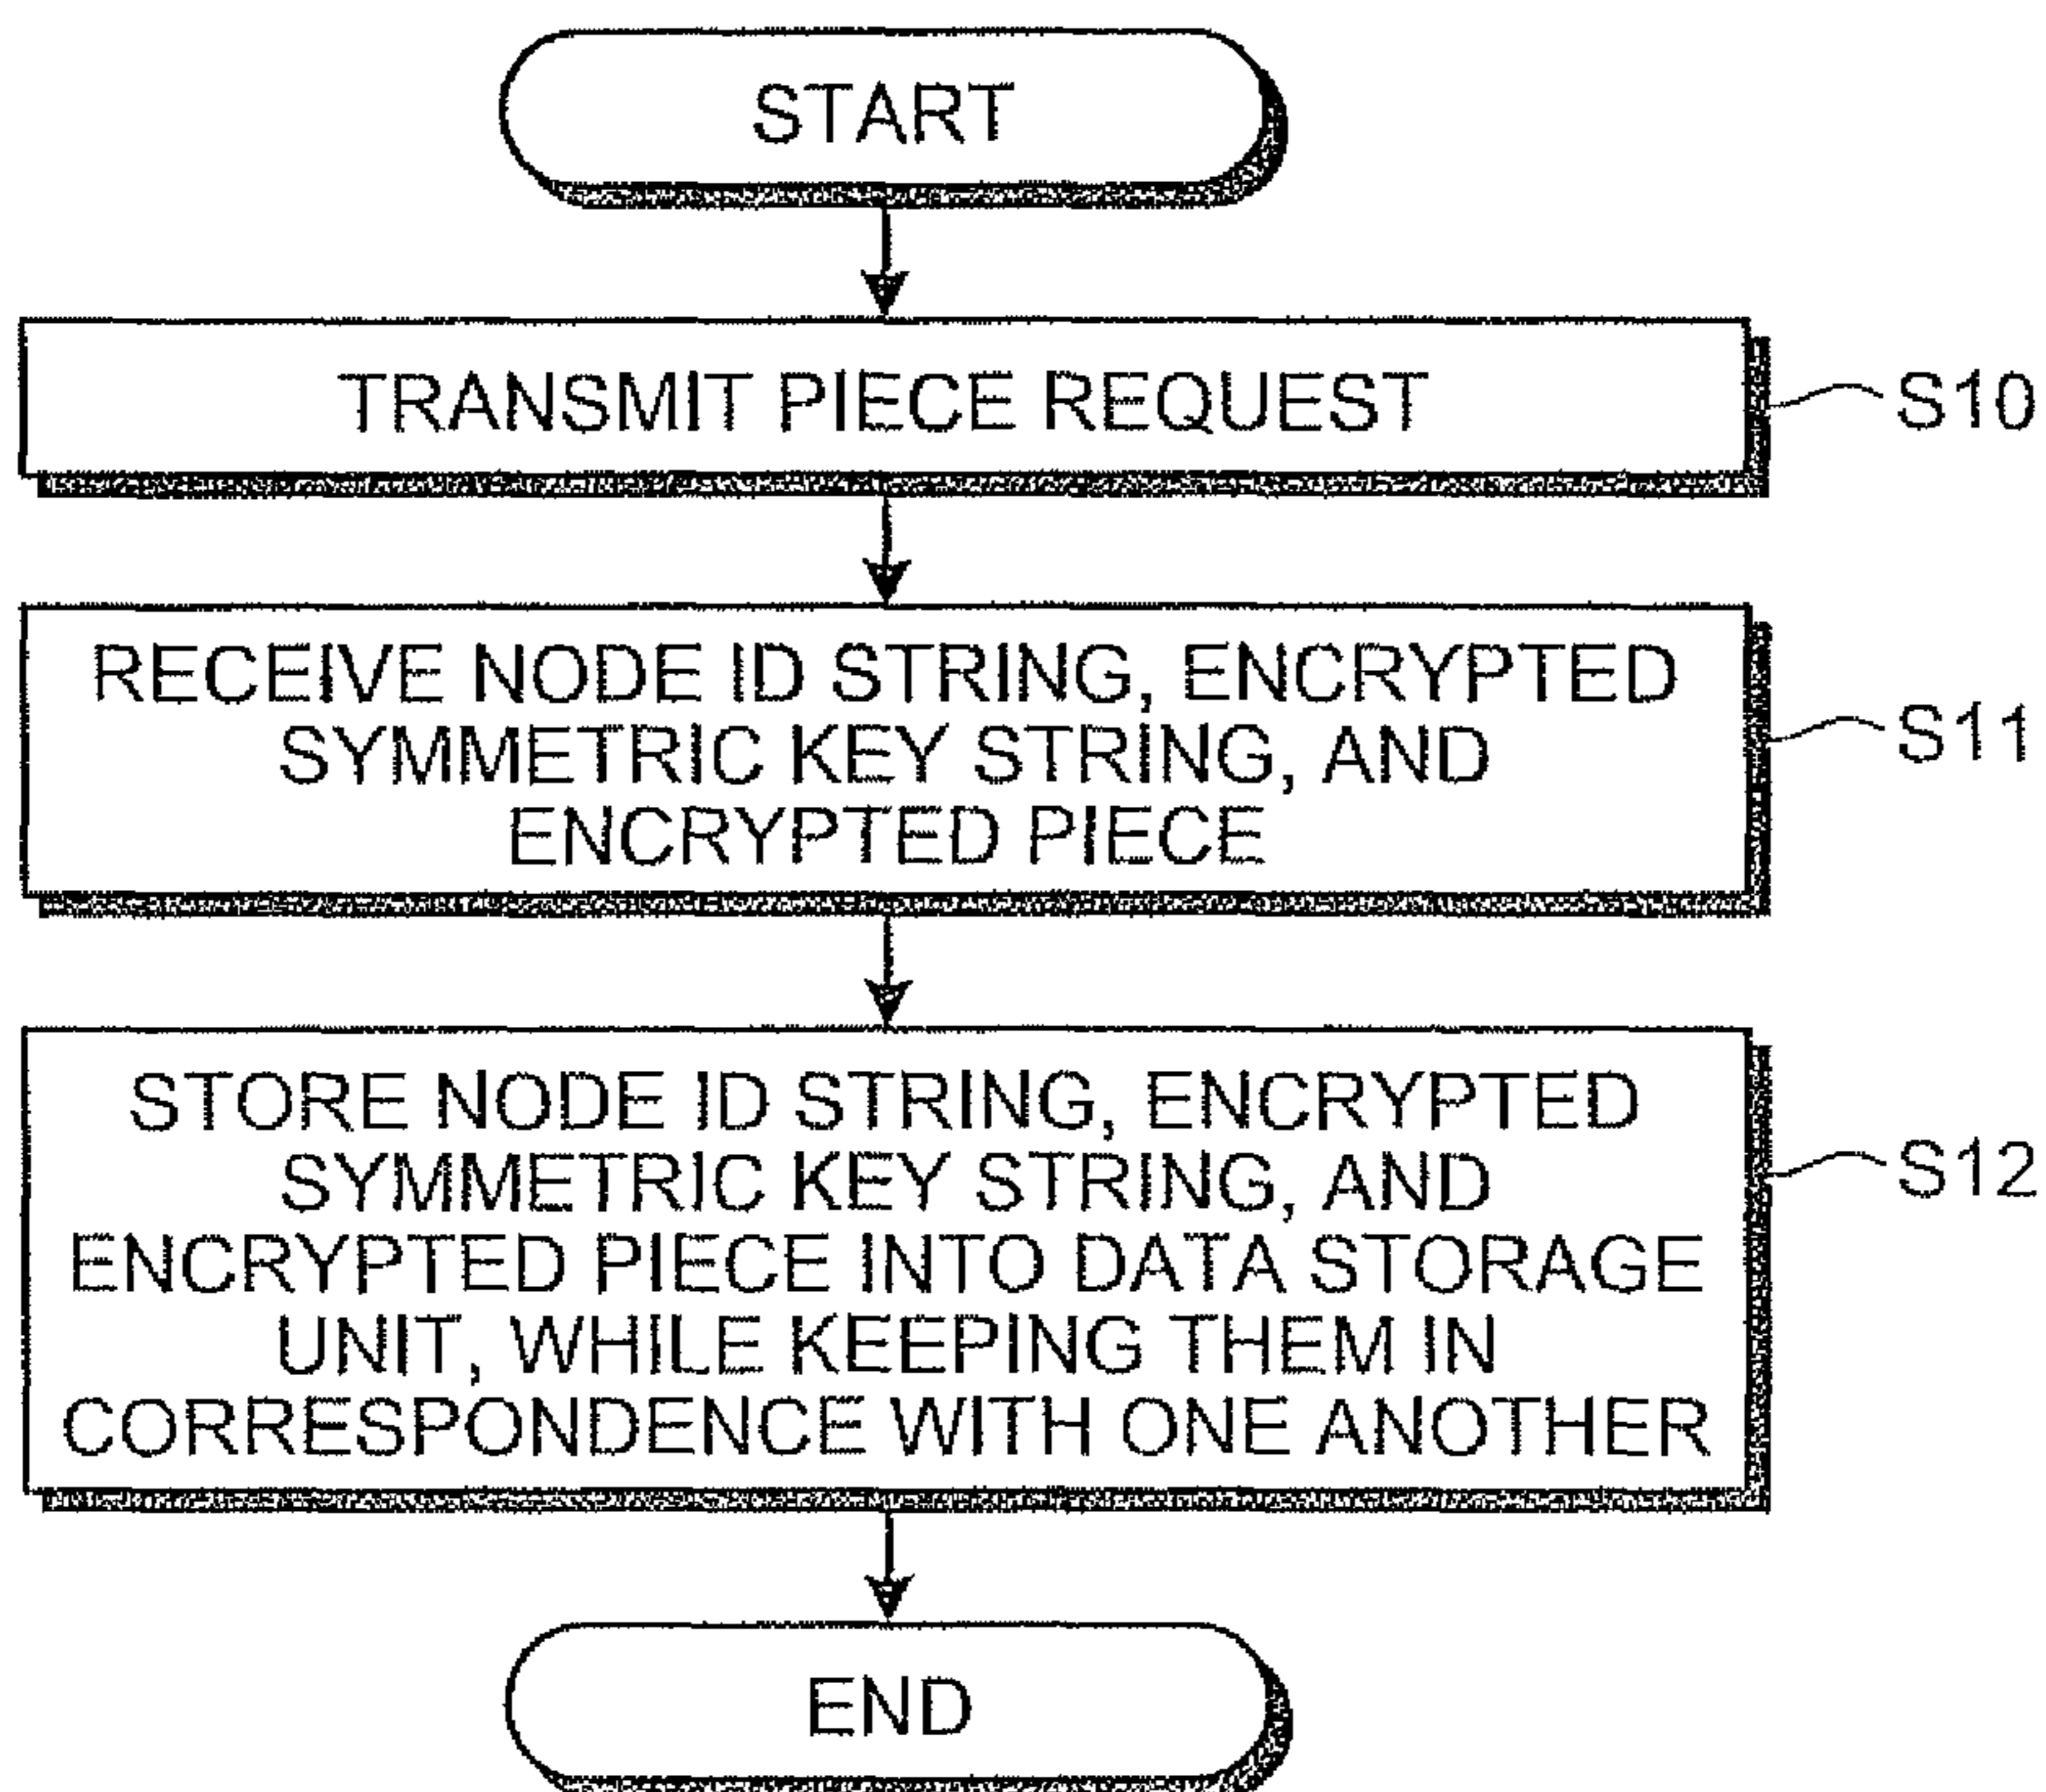 START
TRANSMIT PIECE REQUEST
S10
RECEIVE NODE ID STRING, ENCRYPTED
SYMMETRIC KEY STRING, AND
ENCRYPTED PIECE
S11
STORE NODE ID STRING, ENCRYPTED
SYMMETRIC KEY STRING, AND
ENCRYPTED PIECE INTO DATA STORAGE
UNIT, WHILE KEEPING THEM IN
CORRESPONDENCE WITH ONE ANOTHER
S12
END